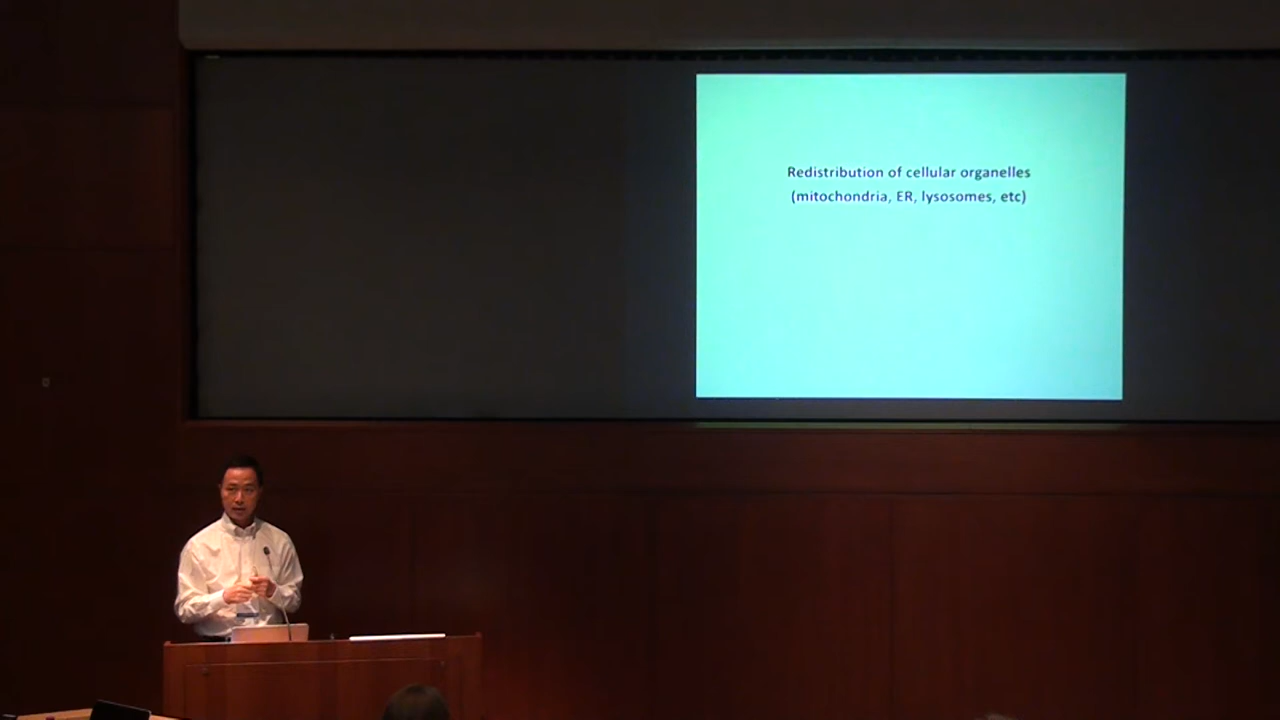 Redistribution of cellular organelles
(mitochondria, ER, lysosomes, etc)